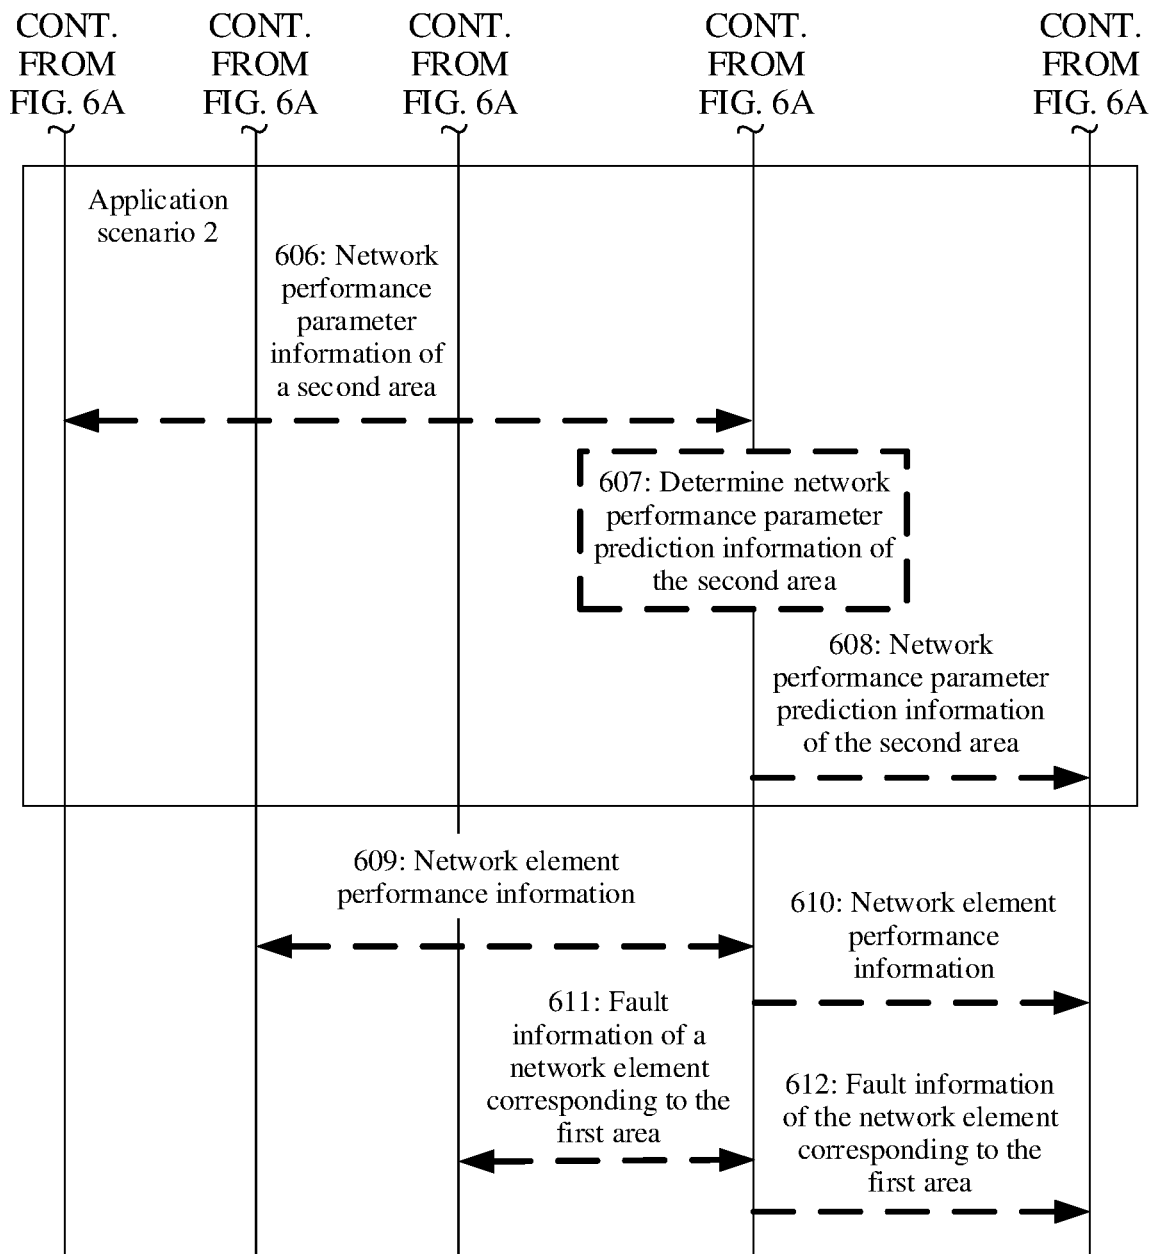 CONT.
FROM
FIG. 6A
CONT.
FROM
FIG. 6A
CONT.
FROM
FIG. 6A
CONT.
FROM
FIG. 6A
CONT.
FROM
FIG. 6A
Application
scenario 2
606: Network
performance
parameter
information of
a second area
607: Determine network
performance parameter
prediction information of
the second area
608: Network
performance parameter
prediction information
of the second area
609: Network element
performance information
610: Network element
performance
information
611: Fault
information of a
network element
corresponding to the
first area
612: Fault information
of the network element
corresponding to the
first area